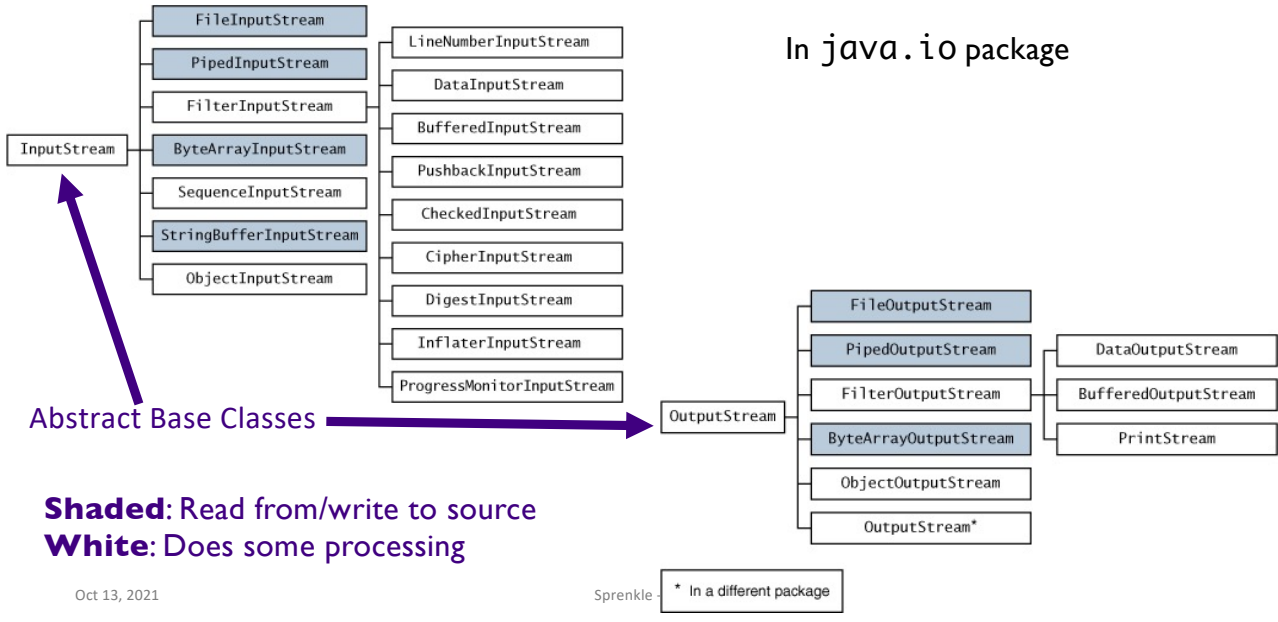 In java.io package
InputStream
FileInputStream
PipedInputStream
FilterInputStream
ByteArrayInputStream
SequenceInputStream
StringBufferInputStream
ObjectInputStream
LineNumberInputStream
DataInputStream
BufferedInputStream
PushbackInputStream
CheckedInputStream
CipherInputStream
DigestInputStream
InflaterInputStream
ProgressMonitorInputStream
Abstract Base Classes
OutputStream
FileOutputStream
PipedOutputStream
FilterOutputStream
ByteArrayOutputStream
ObjectOutputStream
OutputStream*
DataOutputStream
BufferedOutputStream
PrintStream
Shaded: Read from/write to source
White: Does some processing
Oct 13, 2021
Sprenkle -
* In a different package